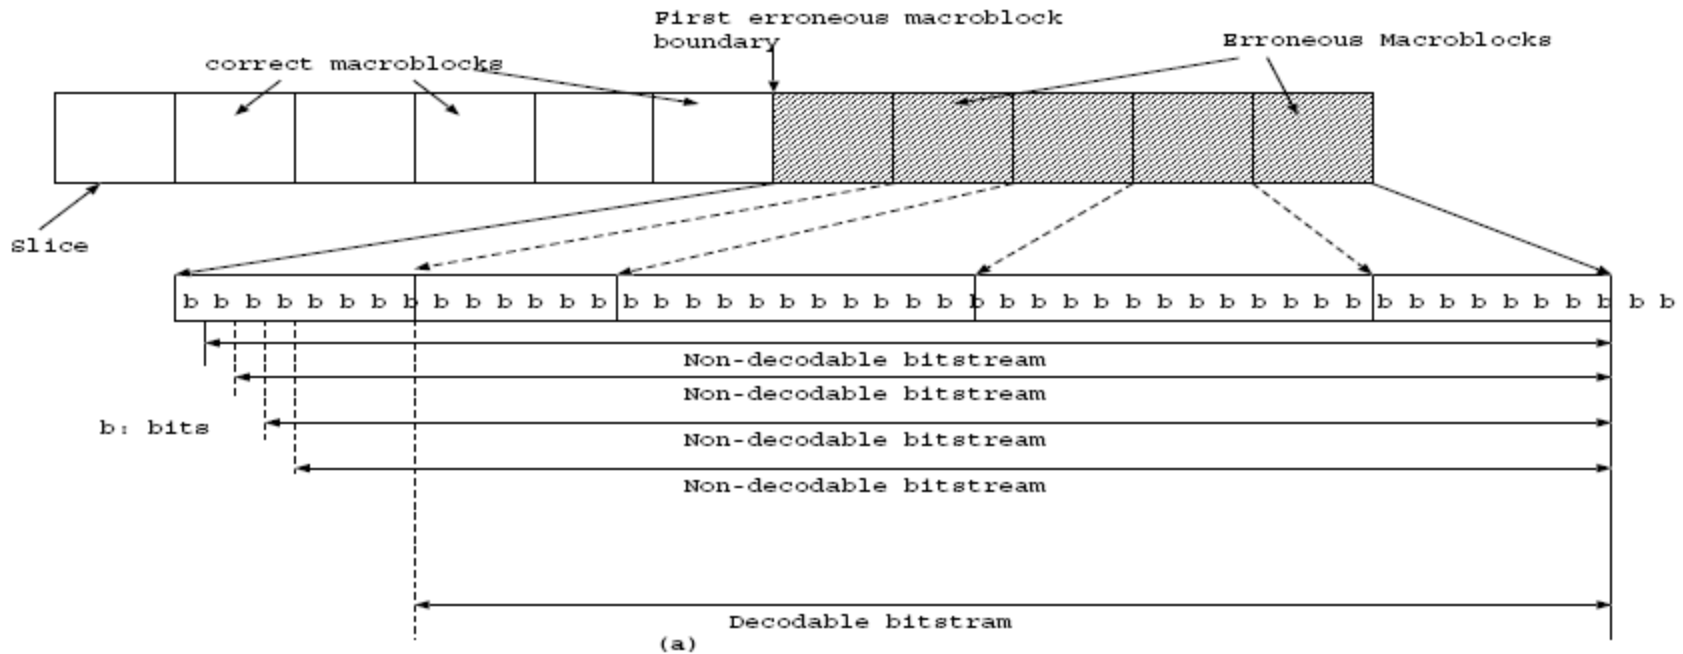 First erroneous macroblock
boundary
Erroneous Macroblocks
correct macroblocks
Slice
b b b b b b b b b b b b b b b b b b b b b b b b b b b b b b b b b b b b b b b b b b b b b b b b
Non-decodable bitstream
Non-decodable bitstream
b: bits
Non-decodable bitstream
Non-decodable bitstream
Decodable bitstram
(a)